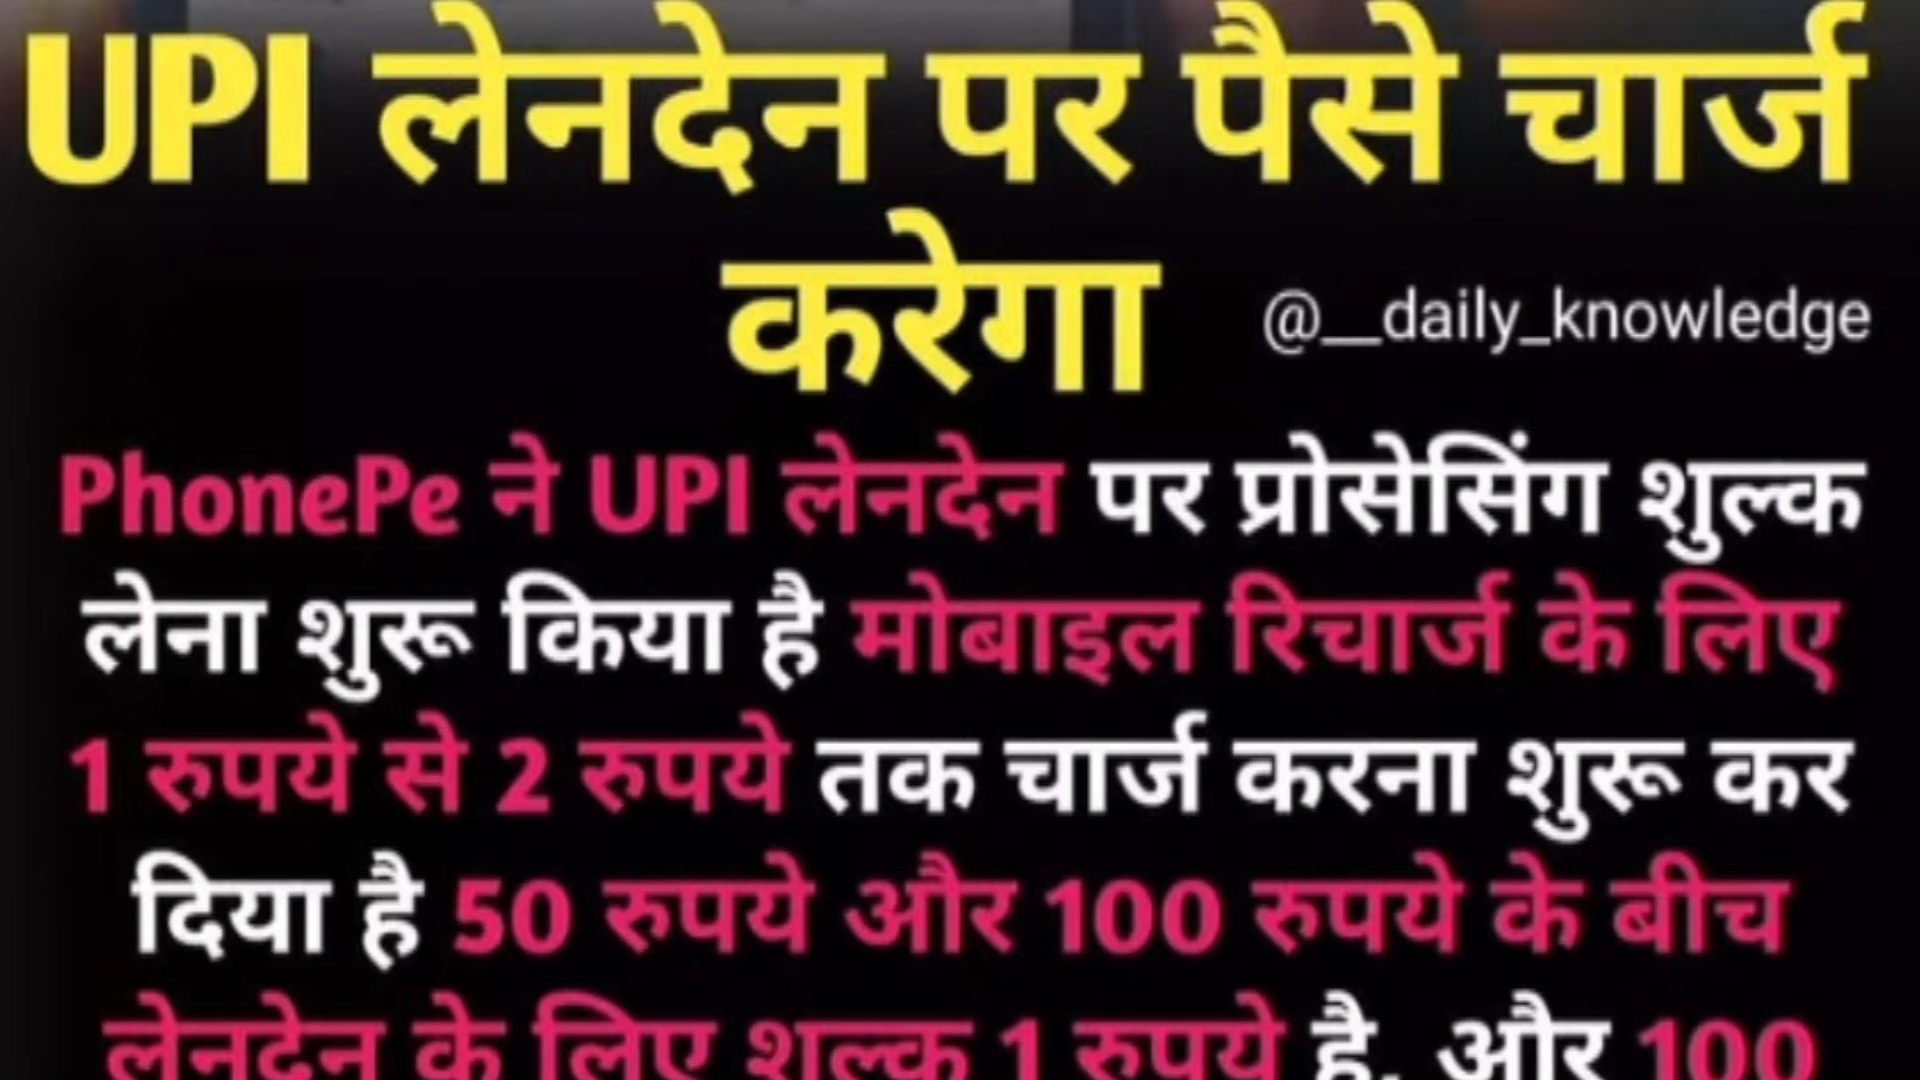 UPI लेनदेन पर पैसे चार्ज
करेगा
@__daily_knowledge
PhonePe ने UPI लेनदेन पर प्रोसेसिंग शुल्क
लेना शुरू किया है मोबाइल रिचार्ज के लिए
1 रुपये से 2 रुपये तक चार्ज करना शुरू कर
दिया है 50 रुपये और 100 रुपये के बीच
लेनदेन के लिए शुल्क 1 रुपये है, और 100